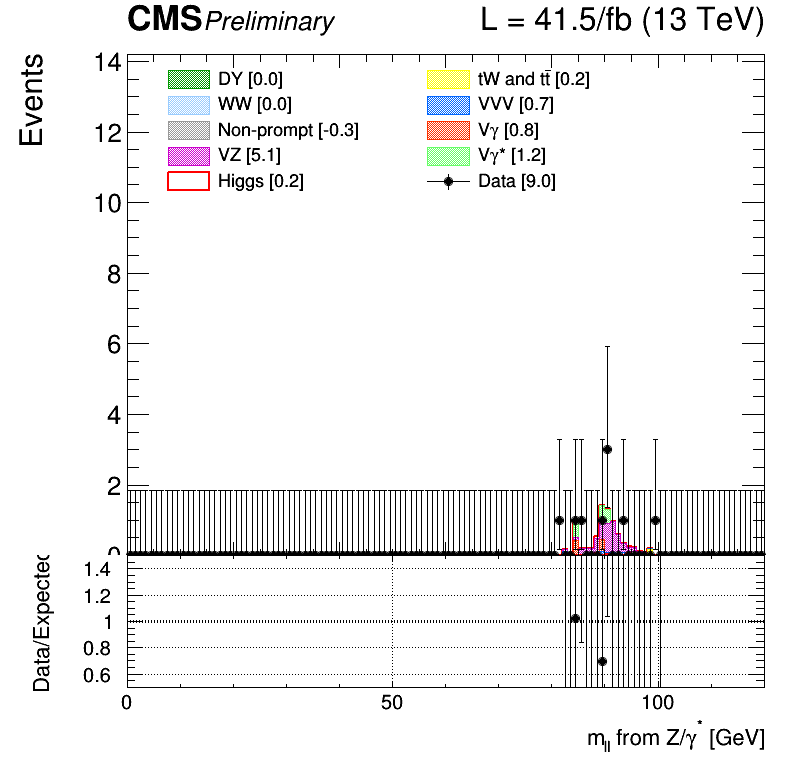 CMS Preliminary L = 41.5/fb (13 TeV)
Events
14
12
10
8
6
4
2
0
DY [0.0]
WW [0.0]
Non-prompt [-0.3]
VZ [5.1]
Higgs [0.2]
tW and tt̄ [0.2]
VVV [0.7]
Vγ [0.8]
Vγ* [1.2]
Data [9.0]
Data/Expected
1.4
1.2
1
0.8
0.6
0 50 100
m_ll from Z/γ* [GeV]